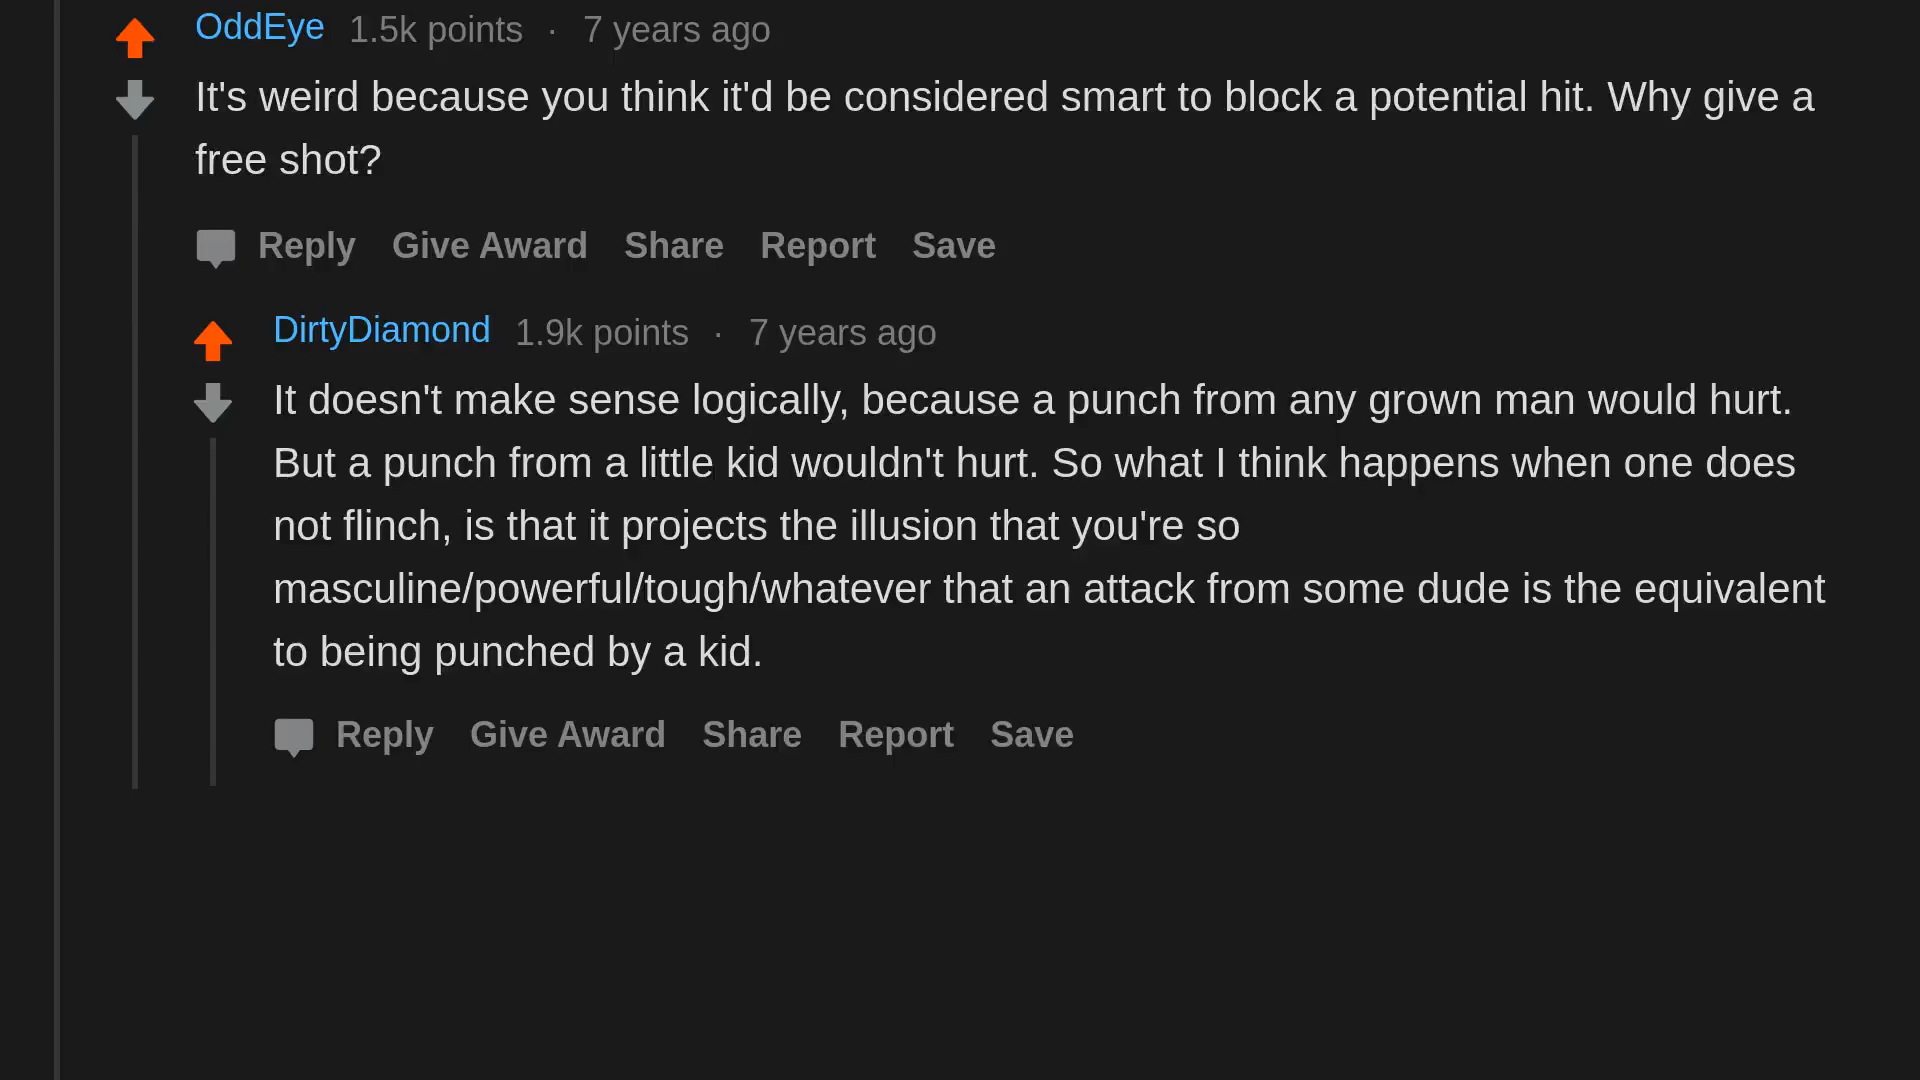 OddEye 1.5k points · 7 years ago
It's weird because you think it'd be considered smart to block a potential hit. Why give a
free shot?
Reply Give Award Share Report Save
DirtyDiamond 1.9k points · 7 years ago
It doesn't make sense logically, because a punch from any grown man would hurt.
But a punch from a little kid wouldn't hurt. So what I think happens when one does
not flinch, is that it projects the illusion that you're so
masculine/powerful/tough/whatever that an attack from some dude is the equivalent
to being punched by a kid.
Reply Give Award Share Report Save